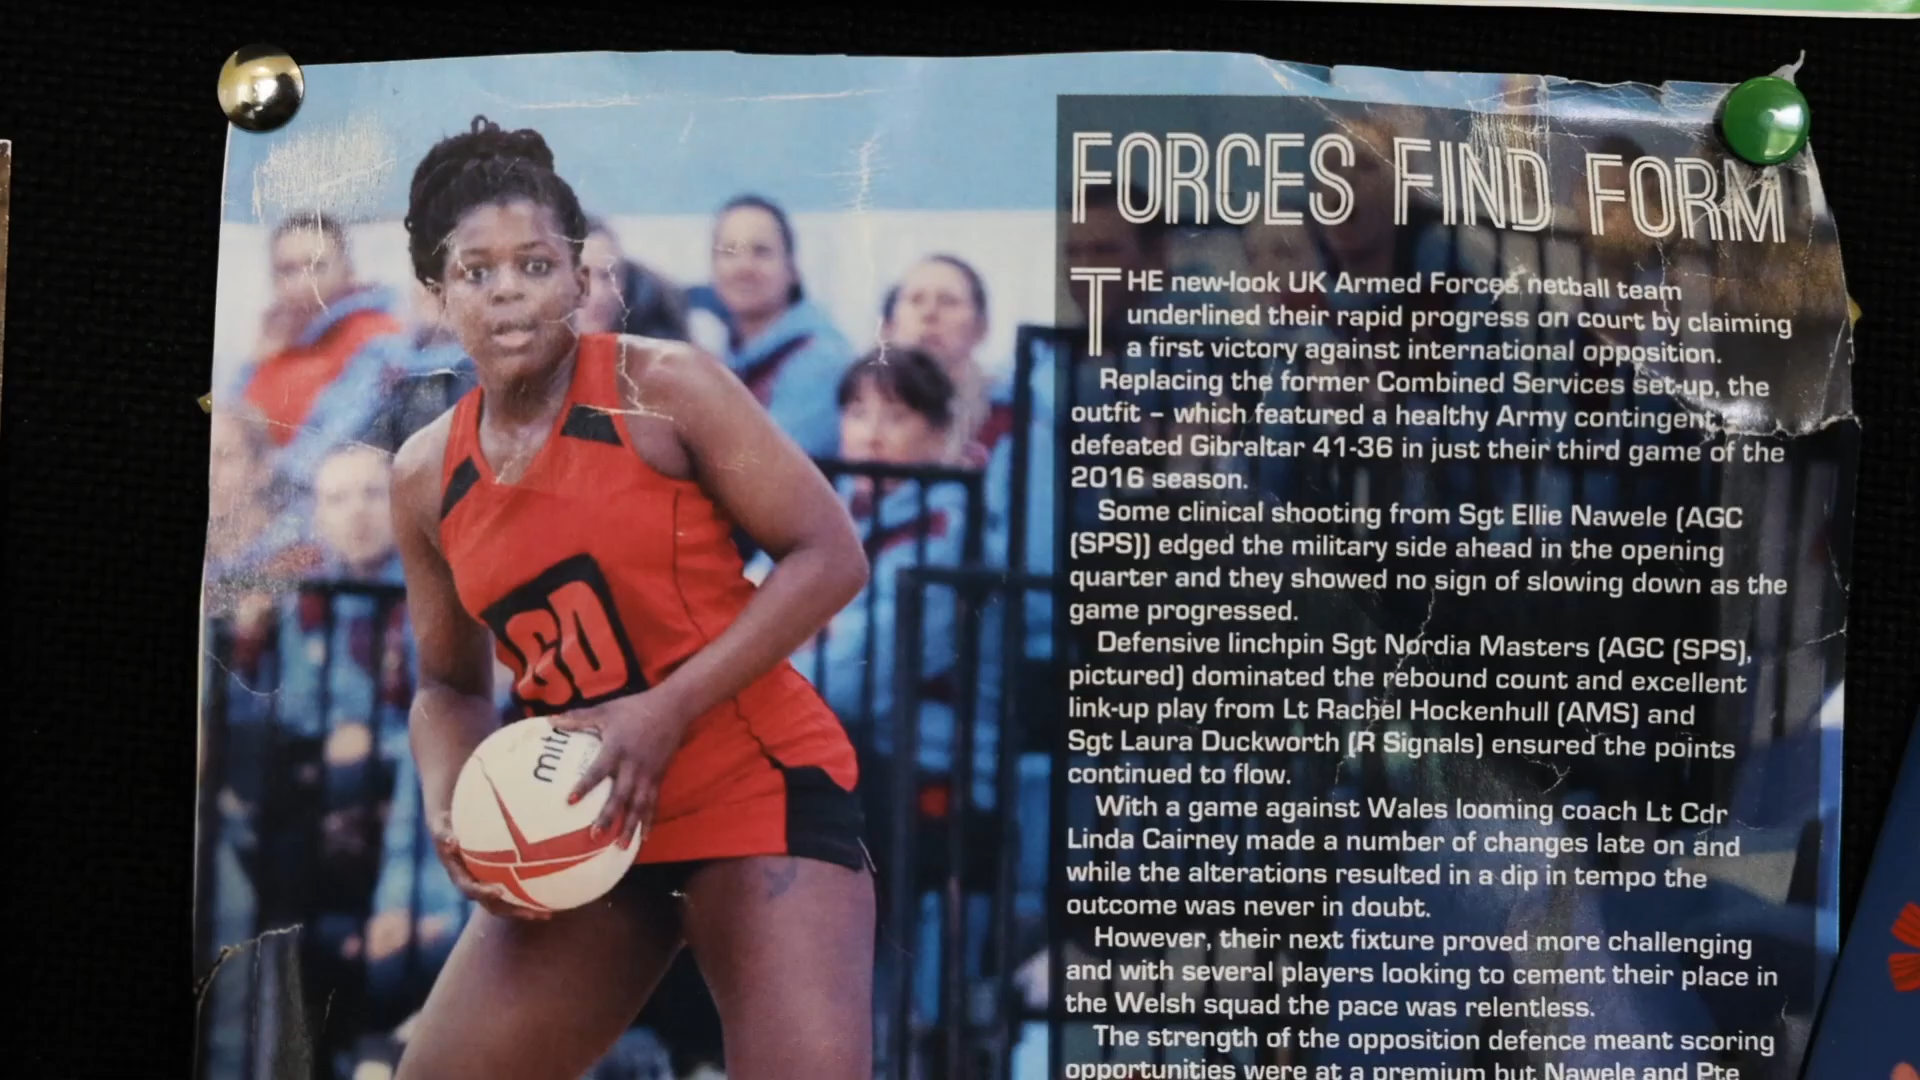 FORCES FIND FORM
THE new-look UK Armed Forces netball team
underlined their rapid progress on court by claiming
a first victory against international opposition.
Replacing the former Combined Services set-up, the
outfit – which featured a healthy Army contingent –
defeated Gibraltar 41-36 in just their third game of the
2016 season.
Some clinical shooting from Sgt Ellie Nawele (AGC
(SPS)) edged the military side ahead in the opening
quarter and they showed no sign of slowing down as the
game progressed.
Defensive linchpin Sgt Nordia Masters (AGC (SPS),
pictured) dominated the rebound count and excellent
link-up play from Lt Rachel Hockenhull (AMS) and
Sgt Laura Duckworth (R Signals) ensured the points
continued to flow.
With a game against Wales looming coach Lt Cdr
Linda Cairney made a number of changes late on and
while the alterations resulted in a dip in tempo the
outcome was never in doubt.
However, their next fixture proved more challenging
and with several players looking to cement their place in
the Welsh squad the pace was relentless.
The strength of the opposition defence meant scoring
opportunities were at a premium but Nawele and Pte
GD